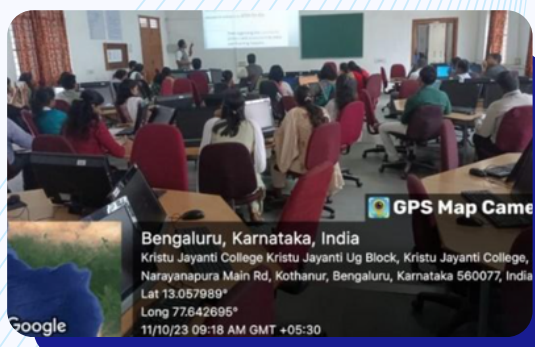 GPS Map Came
Bengaluru, Karnataka, India
Kristu Jayanti College Kristu Jayanti Ug Block, Kristu Jayanti College,
Narayanapura Main Rd, Kothanur, Bengaluru, Karnataka 560077, India
Lat 13.057989°
Long 77.642695°
11/10/23 09:18 AM GMT +05:30
Google